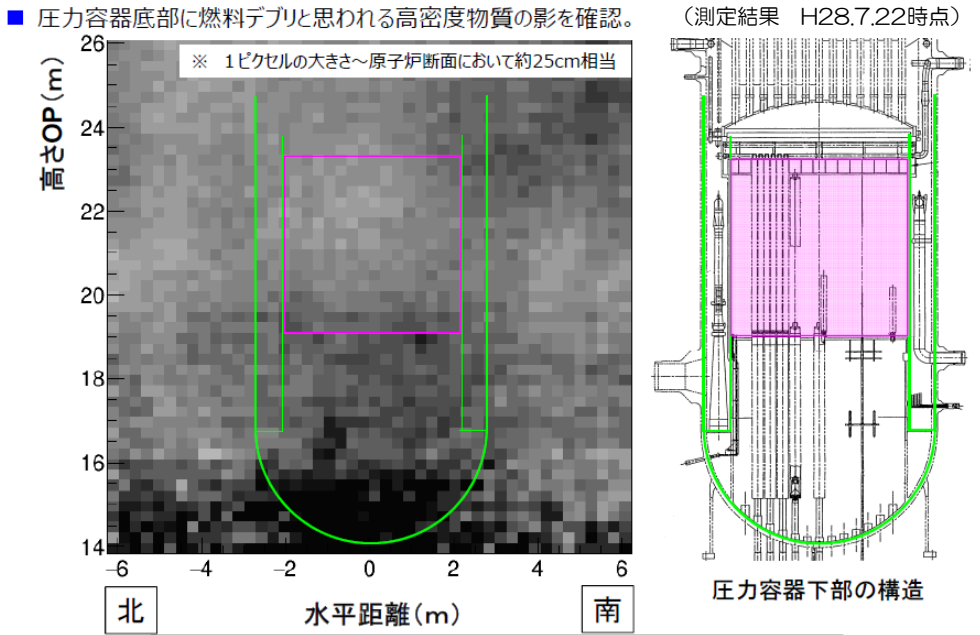 ■ 圧力容器底部に燃料デブリと思われる高密度物質の影を確認。
（測定結果　H28.7.22時点）
※　1ピクセルの大きさ～原子炉断面において約25cm相当
高さOP(m)
26
24
22
20
18
16
14
−6 −4 −2 0 2 4 6
北
水平距離(m)
南
圧力容器下部の構造